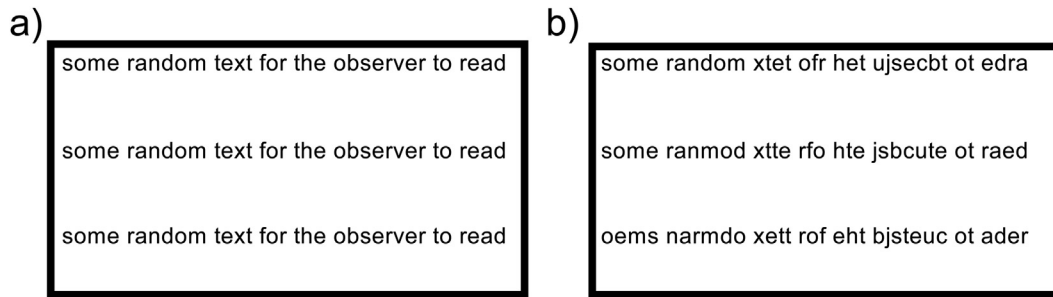 a)
some random text for the observer to read
some random text for the observer to read
some random text for the observer to read
b)
some random xtet ofr het ujsecbt ot edra
some ranmod xtte rfo hte jsbcute ot raed
oems narmdo xett rof eht bjsteuc ot ader